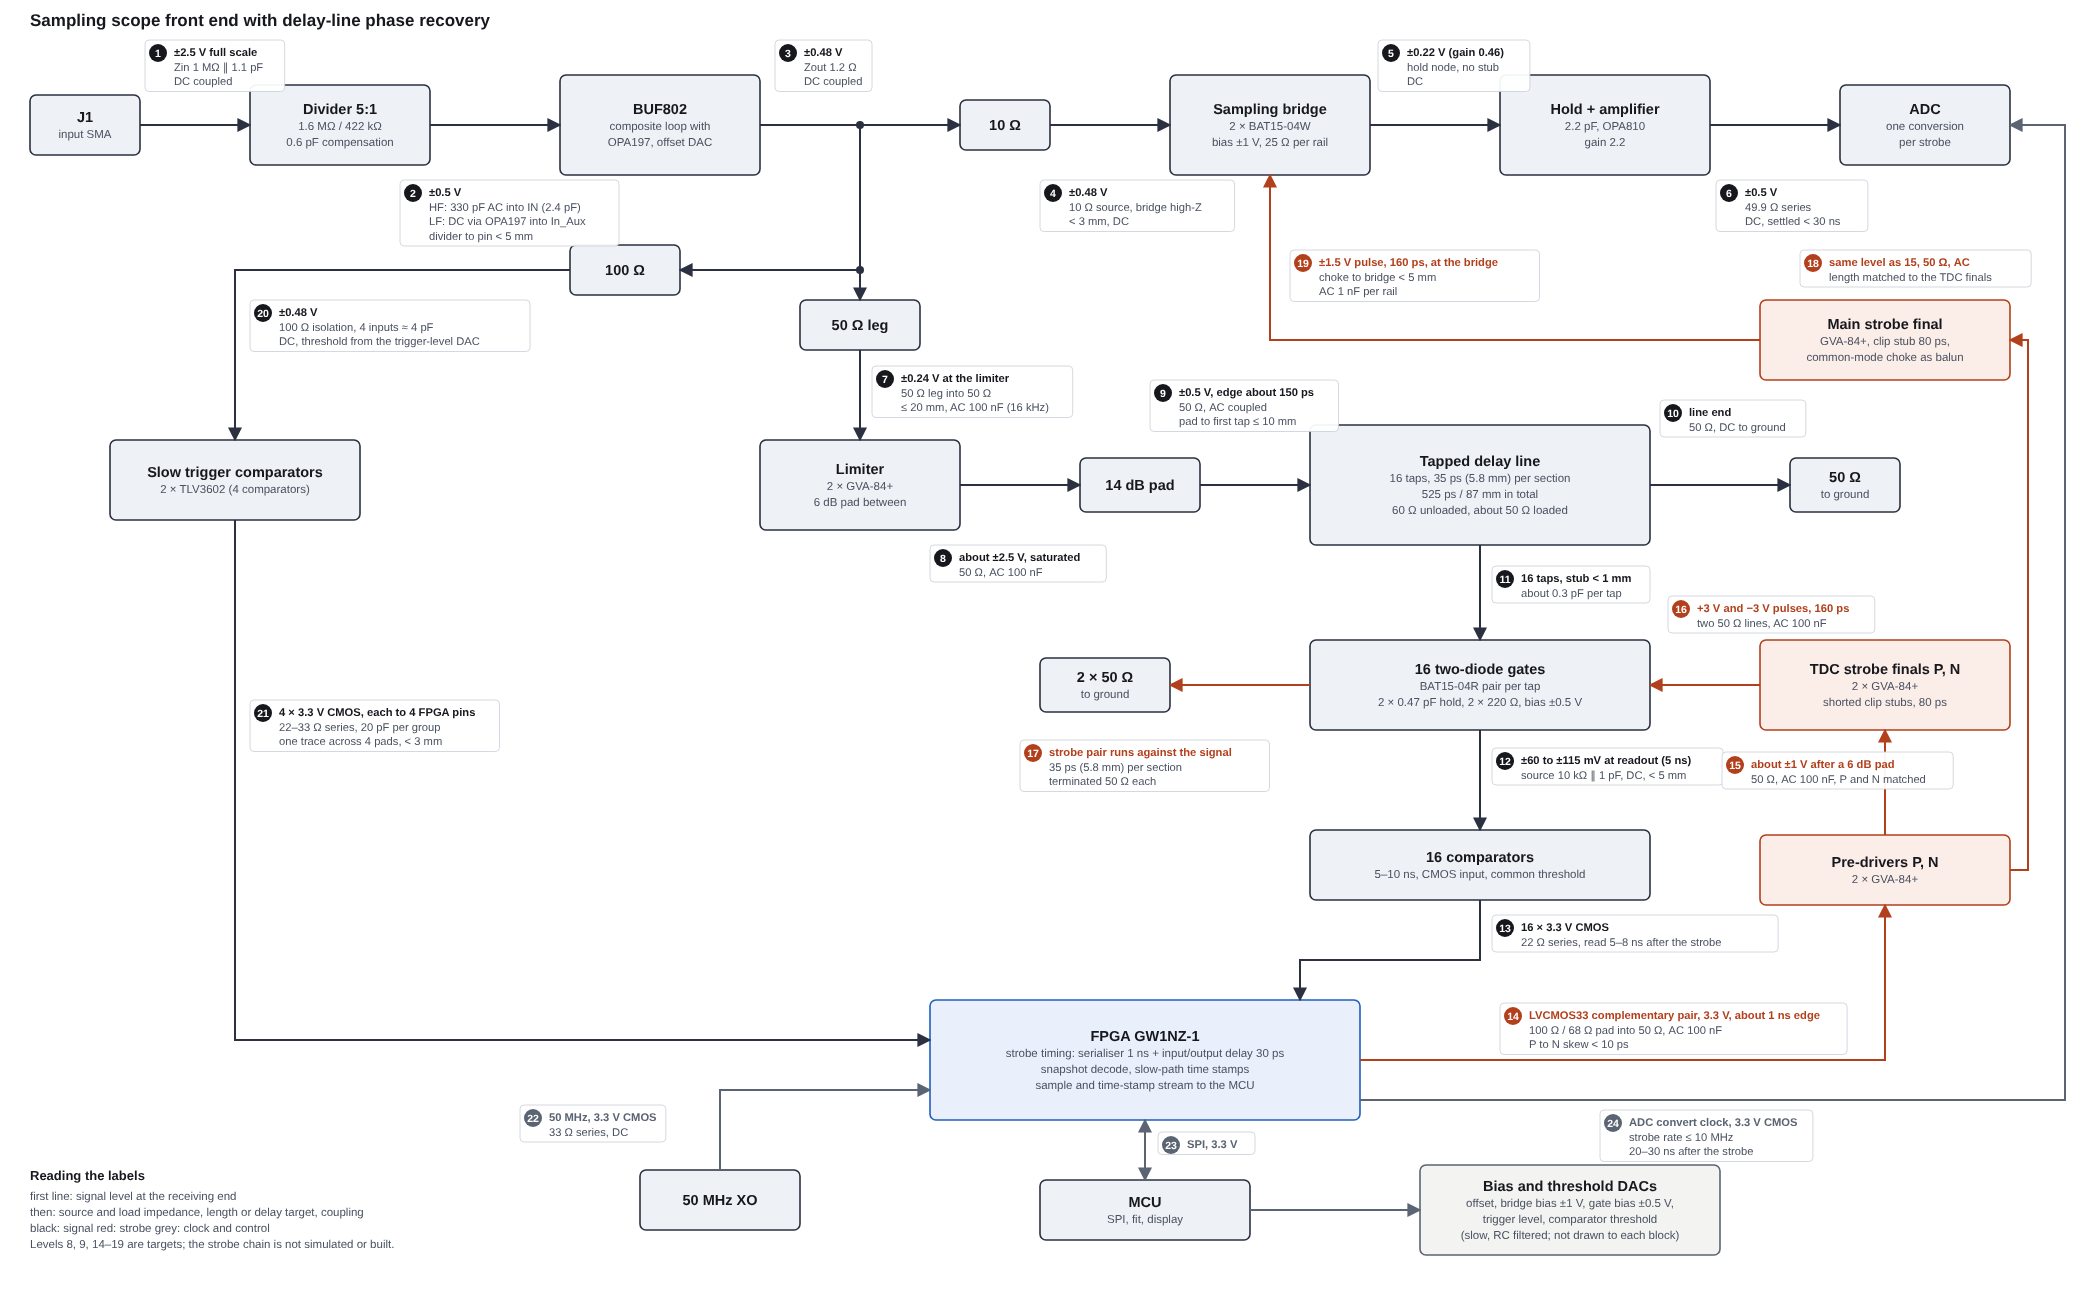 Sampling scope front end with delay-line phase recovery
1 ±2.5 V full scale
Zin 1 MΩ ∥ 1.1 pF
DC coupled
3 ±0.48 V
Zout 1.2 Ω
DC coupled
5 ±0.22 V (gain 0.46)
hold node, no stub
DC
J1
input SMA
Divider 5:1
1.6 MΩ / 422 kΩ
0.6 pF compensation
BUF802
composite loop with
OPA197, offset DAC
10 Ω
Sampling bridge
2 × BAT15-04W
bias ±1 V, 25 Ω per rail
Hold + amplifier
2.2 pF, OPA810
gain 2.2
ADC
one conversion
per strobe
2 ±0.5 V
HF: 330 pF AC into IN (2.4 pF)
LF: DC via OPA197 into In_Aux
divider to pin < 5 mm
4 ±0.48 V
10 Ω source, bridge high-Z
< 3 mm, DC
6 ±0.5 V
49.9 Ω series
DC, settled < 30 ns
100 Ω
19 ±1.5 V pulse, 160 ps, at the bridge
choke to bridge < 5 mm
AC 1 nF per rail
18 same level as 15, 50 Ω, AC
length matched to the TDC finals
20 ±0.48 V
100 Ω isolation, 4 inputs ≈ 4 pF
DC, threshold from the trigger-level DAC
50 Ω leg
Main strobe final
GVA-84+, clip stub 80 ps,
common-mode choke as balun
7 ±0.24 V at the limiter
50 Ω leg into 50 Ω
≤ 20 mm, AC 100 nF (16 kHz)
9 ±0.5 V, edge about 150 ps
50 Ω, AC coupled
pad to first tap ≤ 10 mm
10 line end
50 Ω, DC to ground
Slow trigger comparators
2 × TLV3602 (4 comparators)
Limiter
2 × GVA-84+
6 dB pad between
14 dB pad
Tapped delay line
16 taps, 35 ps (5.8 mm) per section
525 ps / 87 mm in total
60 Ω unloaded, about 50 Ω loaded
50 Ω
to ground
8 about ±2.5 V, saturated
50 Ω, AC 100 nF
11 16 taps, stub < 1 mm
about 0.3 pF per tap
16 +3 V and −3 V pulses, 160 ps
two 50 Ω lines, AC 100 nF
2 × 50 Ω
to ground
16 two-diode gates
BAT15-04R pair per tap
2 × 0.47 pF hold, 2 × 220 Ω, bias ±0.5 V
TDC strobe finals P, N
2 × GVA-84+
shorted clip stubs, 80 ps
21 4 × 3.3 V CMOS, each to 4 FPGA pins
22–33 Ω series, 20 pF per group
one trace across 4 pads, < 3 mm
17 strobe pair runs against the signal
35 ps (5.8 mm) per section
terminated 50 Ω each
12 ±60 to ±115 mV at readout (5 ns)
source 10 kΩ ∥ 1 pF, DC, < 5 mm
15 about ±1 V after a 6 dB pad
50 Ω, AC 100 nF, P and N matched
16 comparators
5–10 ns, CMOS input, common threshold
Pre-drivers P, N
2 × GVA-84+
13 16 × 3.3 V CMOS
22 Ω series, read 5–8 ns after the strobe
FPGA GW1NZ-1
strobe timing: serialiser 1 ns + input/output delay 30 ps
snapshot decode, slow-path time stamps
sample and time-stamp stream to the MCU
14 LVCMOS33 complementary pair, 3.3 V, about 1 ns edge
100 Ω / 68 Ω pad into 50 Ω, AC 100 nF
P to N skew < 10 ps
22 50 MHz, 3.3 V CMOS
33 Ω series, DC
23 SPI, 3.3 V
24 ADC convert clock, 3.3 V CMOS
strobe rate ≤ 10 MHz
20–30 ns after the strobe
50 MHz XO
MCU
SPI, fit, display
Bias and threshold DACs
offset, bridge bias ±1 V, gate bias ±0.5 V,
trigger level, comparator threshold
(slow, RC filtered; not drawn to each block)
Reading the labels
first line: signal level at the receiving end
then: source and load impedance, length or delay target, coupling
black: signal red: strobe grey: clock and control
Levels 8, 9, 14–19 are targets; the strobe chain is not simulated or built.